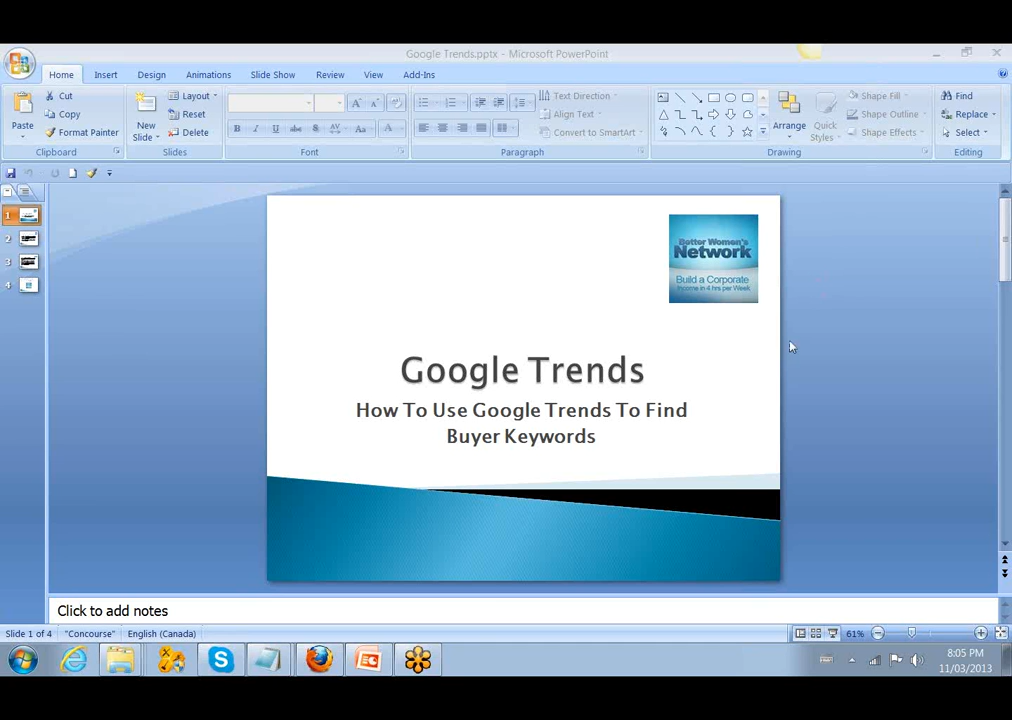 Google Trends.pptx - Microsoft PowerPoint
Home Insert Design Animations Slide Show Review View Add-Ins
Cut
Copy
Format Painter
Paste
Clipboard
New
Slide
Layout
Reset
Delete
Slides
Font
Text Direction
Align Text
Convert to SmartArt
Paragraph
Arrange
Quick
Styles
Shape Fill
Shape Outline
Shape Effects
Drawing
Find
Replace
Select
Editing
1
2
3
4
Better Women's
Network
Build a Corporate
Income in 4 hrs per Week
Google Trends
How To Use Google Trends To Find
Buyer Keywords
Click to add notes
Slide 1 of 4 "Concourse" English (Canada) 61%
8:05 PM
11/03/2013